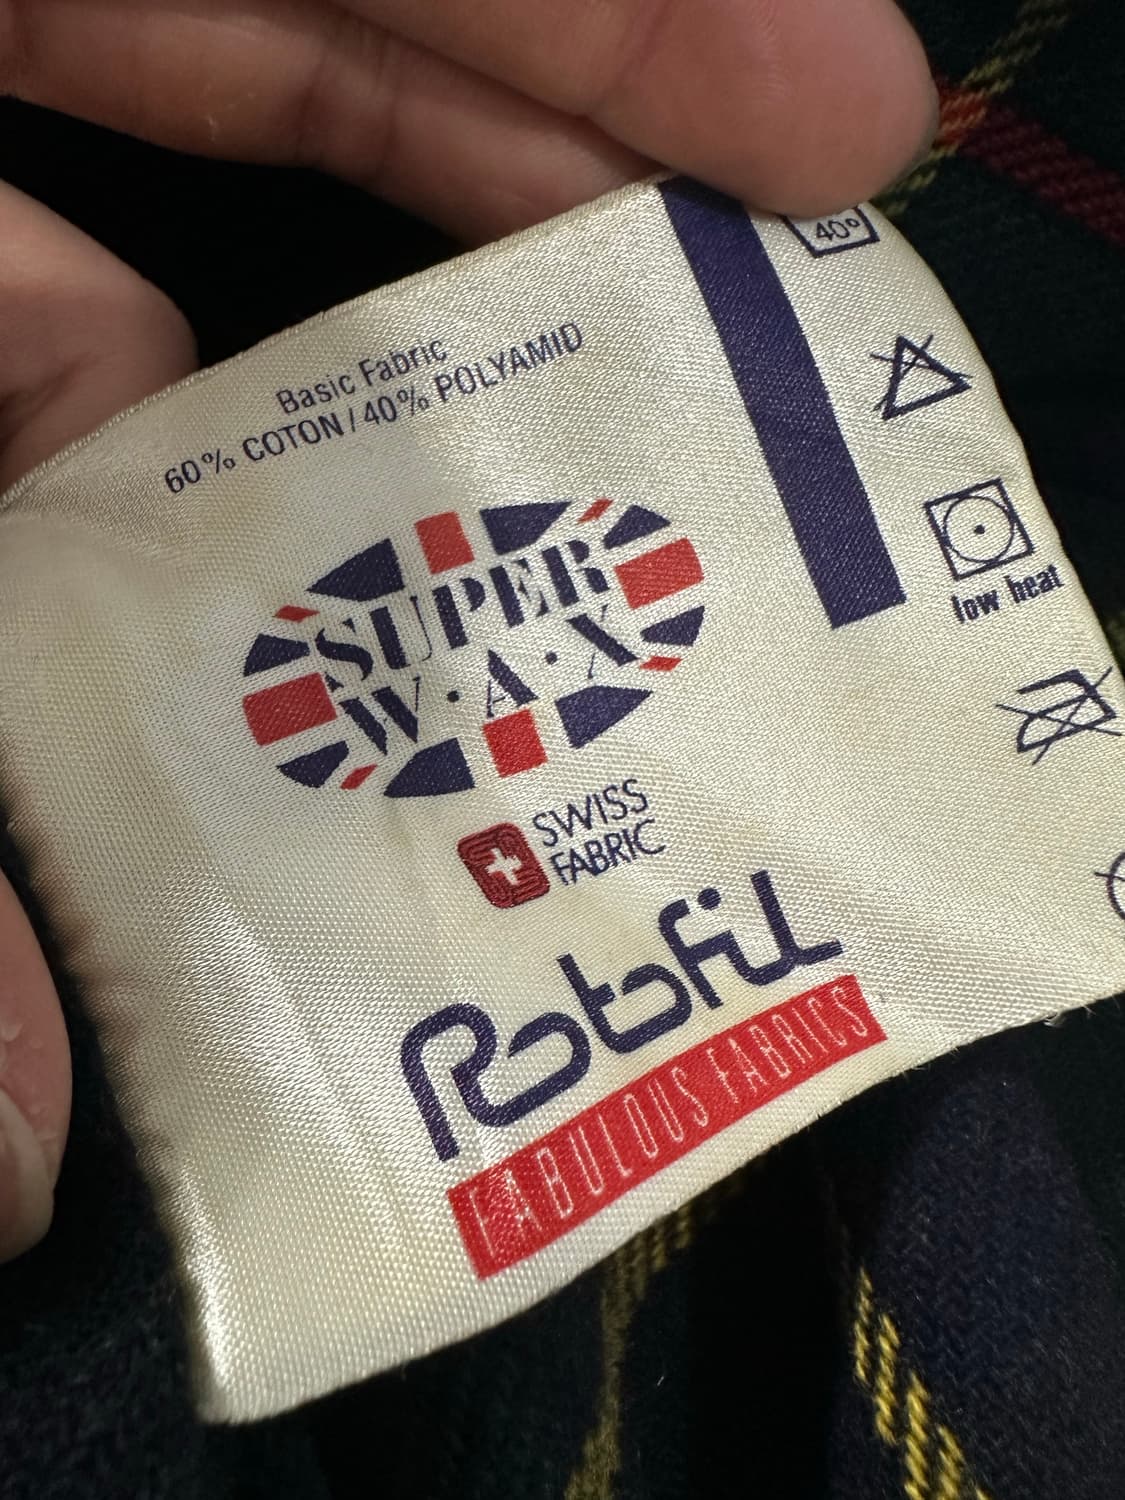 Basic Fabric
60% COTON / 40% POLYAMID
SUPER
W·A·X
SWISS
FABRIC
Rotofil
FABULOUS FABRICS
40°
low heat